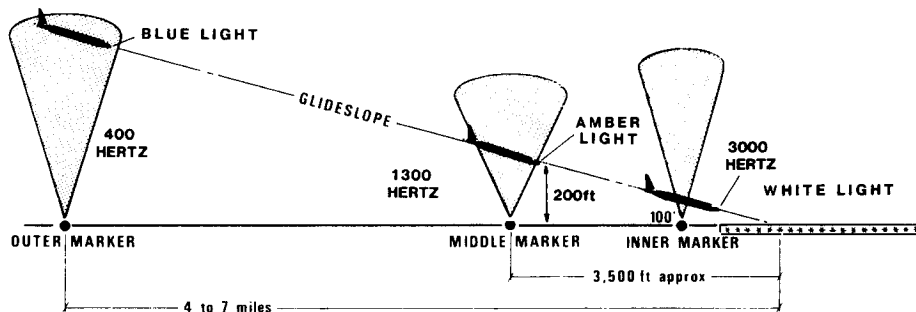 BLUE LIGHT
GLIDESLOPE
400
HERTZ
1300
HERTZ
AMBER
LIGHT
200ft
3000
HERTZ
WHITE LIGHT
100'
OUTER MARKER
MIDDLE MARKER
INNER MARKER
3,500 ft approx
4 to 7 miles